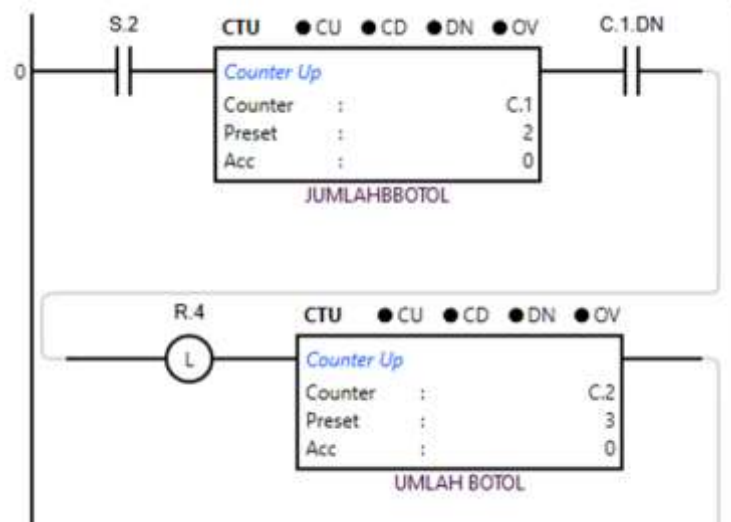 S.2 CTU CU CD DN OV C.1.DN
0 Counter Up
Counter : C.1
Preset : 2
Acc : 0
JUMLAHBBOTOL
R.4 CTU CU CD DN OV
L Counter Up
Counter : C.2
Preset : 3
Acc : 0
UMLAH BOTOL